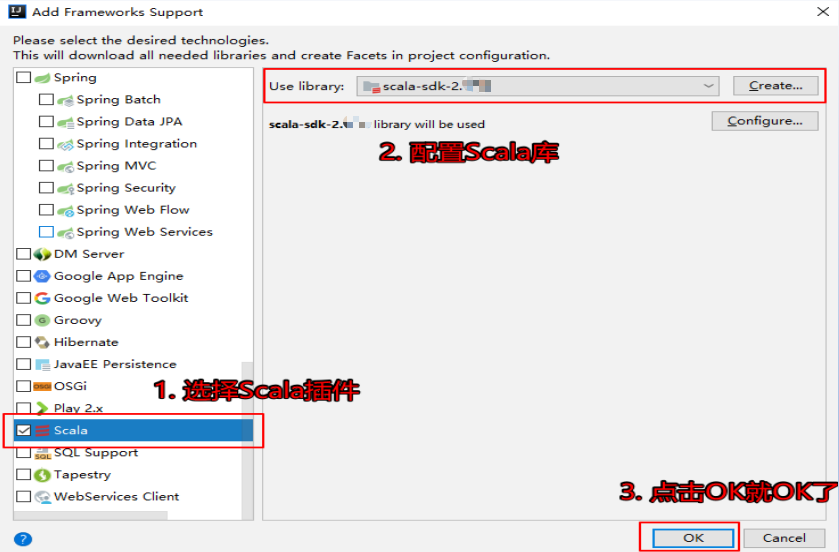 Add Frameworks Support
Please select the desired technologies.
This will download all needed libraries and create Facets in project configuration.
Spring
Spring Batch
Spring Data JPA
Spring Integration
Spring MVC
Spring Security
Spring Web Flow
Spring Web Services
DM Server
Google App Engine
Google Web Toolkit
Groovy
Hibernate
JavaEE Persistence
OSGi
Play 2.x
Scala
SQL Support
Tapestry
WebServices Client
1. 选择Scala插件
Use library:
scala-sdk-2.
Create...
scala-sdk-2. library will be used
Configure...
2. 配置Scala库
3. 点击OK就OK了
OK
Cancel